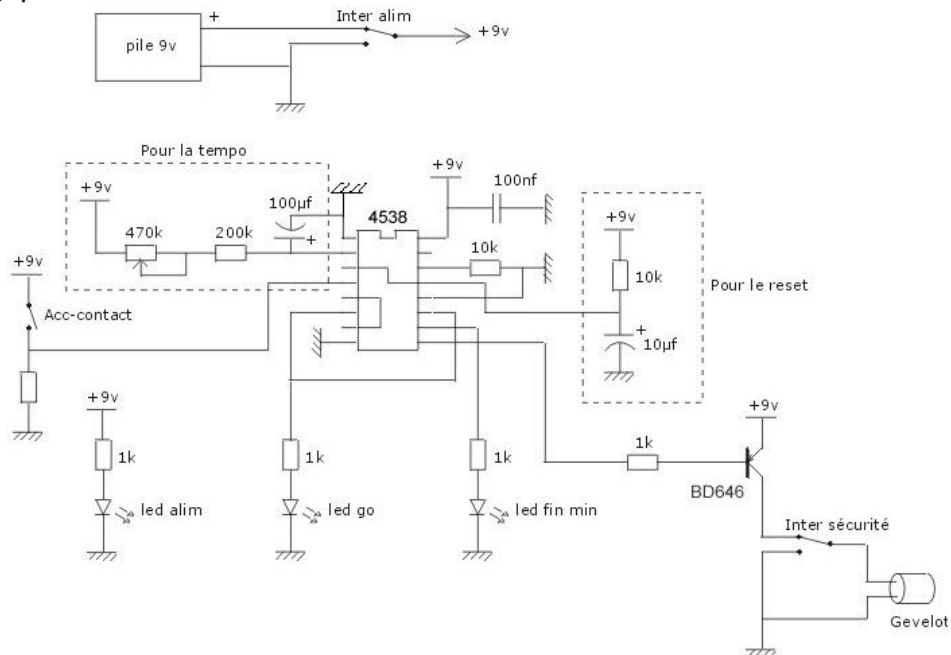 +
Inter alim
pile 9v
+9v
Pour la tempo
+9v
470k
200k
100µf
+
4538
+9v
100nf
10k
+9v
10k
+
10µf
Pour le reset
+9v
Acc-contact
+9v
1k
led alim
1k
led go
1k
led fin min
1k
+9v
BD646
Inter sécurité
Gevelot